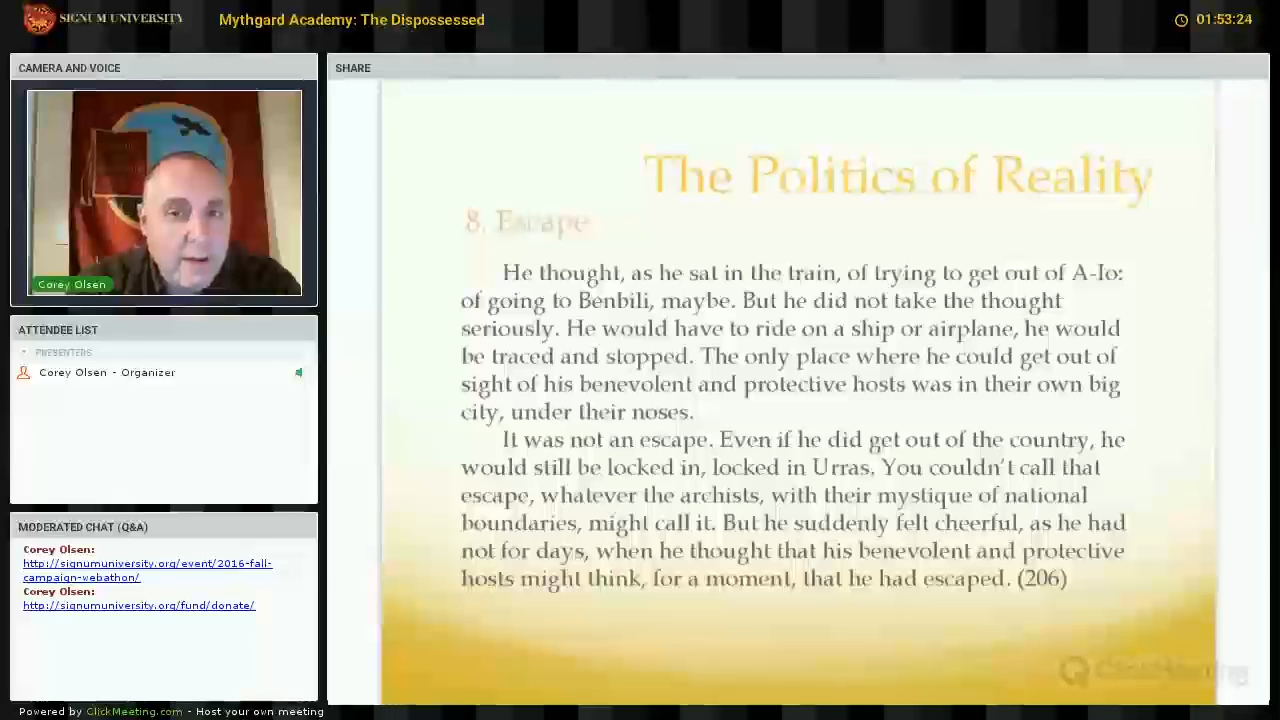 SIGNUM UNIVERSITY
Mythgard Academy: The Dispossessed
01:53:24
CAMERA AND VOICE
Corey Olsen
ATTENDEE LIST
PRESENTERS
Corey Olsen - Organizer
MODERATED CHAT (Q&A)
Corey Olsen:
http://signumuniversity.org/event/2016-fall-
campaign-webathon/
Corey Olsen:
http://signumuniversity.org/fund/donate/
SHARE
The Politics of Reality
8. Escape
He thought, as he sat in the train, of trying to get out of A-Io:
of going to Benbili, maybe. But he did not take the thought
seriously. He would have to ride on a ship or airplane, he would
be traced and stopped. The only place where he could get out of
sight of his benevolent and protective hosts was in their own big
city, under their noses.
It was not an escape. Even if he did get out of the country, he
would still be locked in, locked in Urras. You couldn't call that
escape, whatever the archists, with their mystique of national
boundaries, might call it. But he suddenly felt cheerful, as he had
not for days, when he thought that his benevolent and protective
hosts might think, for a moment, that he had escaped. (206)
ClickMeeting
Powered by ClickMeeting.com - Host your own meeting